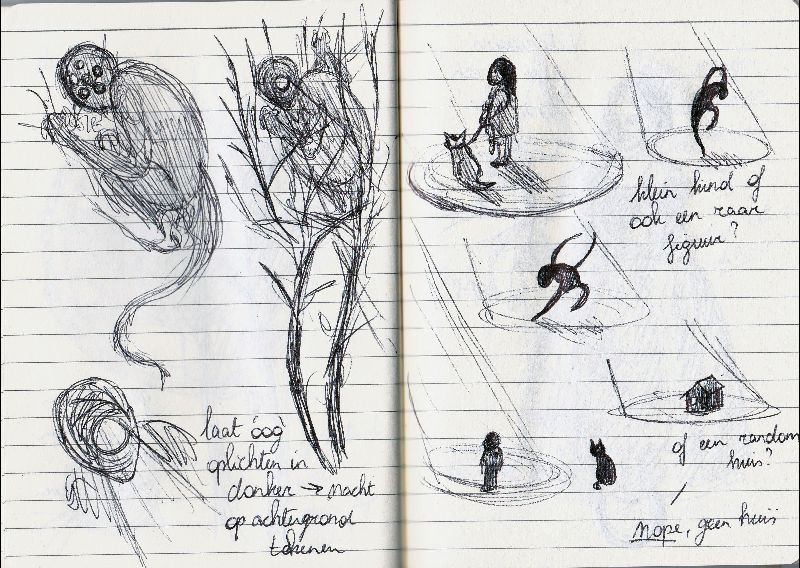 laat oog
oplichten in
donker → nacht
op achtergrond
tekenen
klein kind of
ook een raar
figuur?
of een random
huis?
nope, geen huis